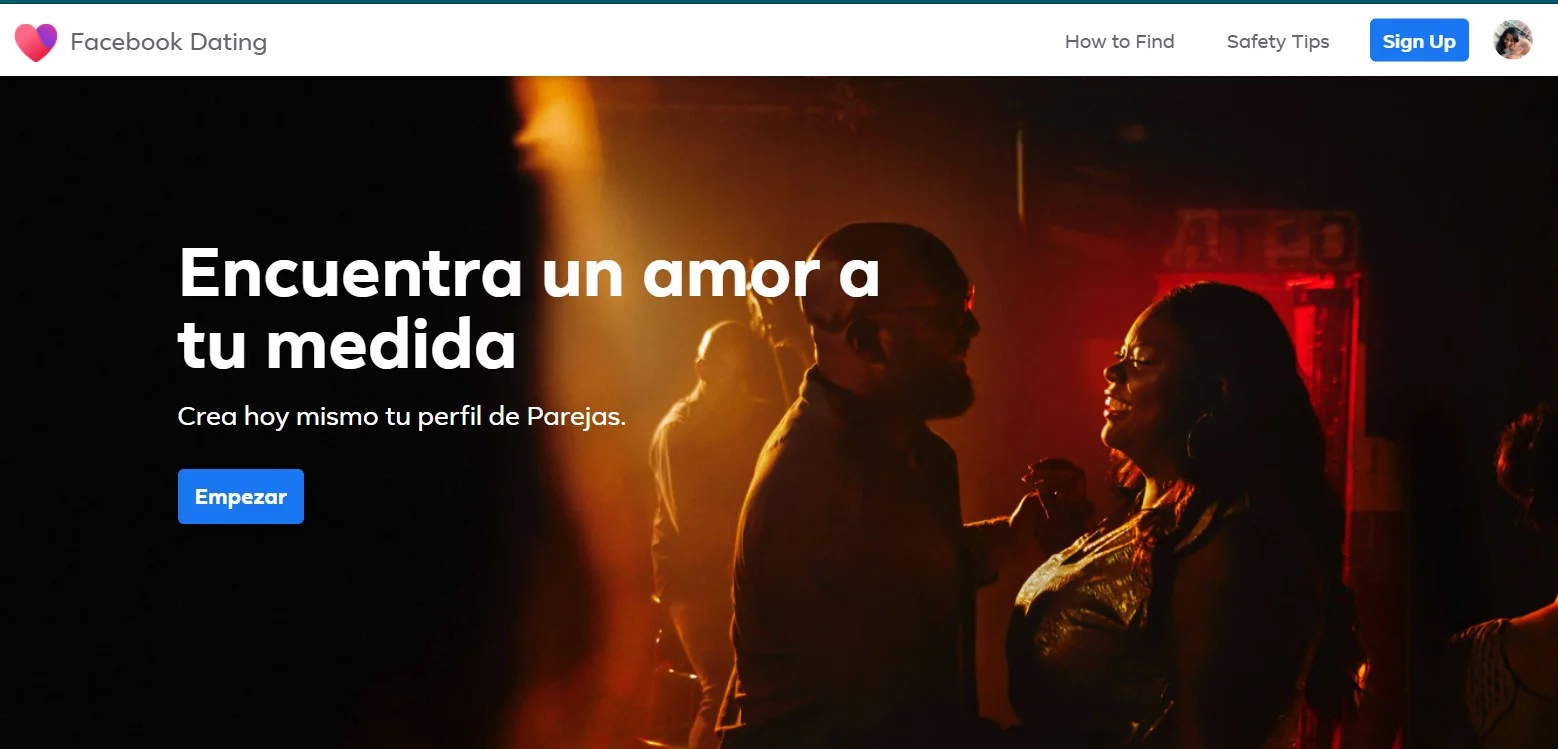 Facebook Dating
How to Find
Safety Tips
Sign Up
Encuentra un amor a
tu medida
Crea hoy mismo tu perfil de Parejas.
Empezar